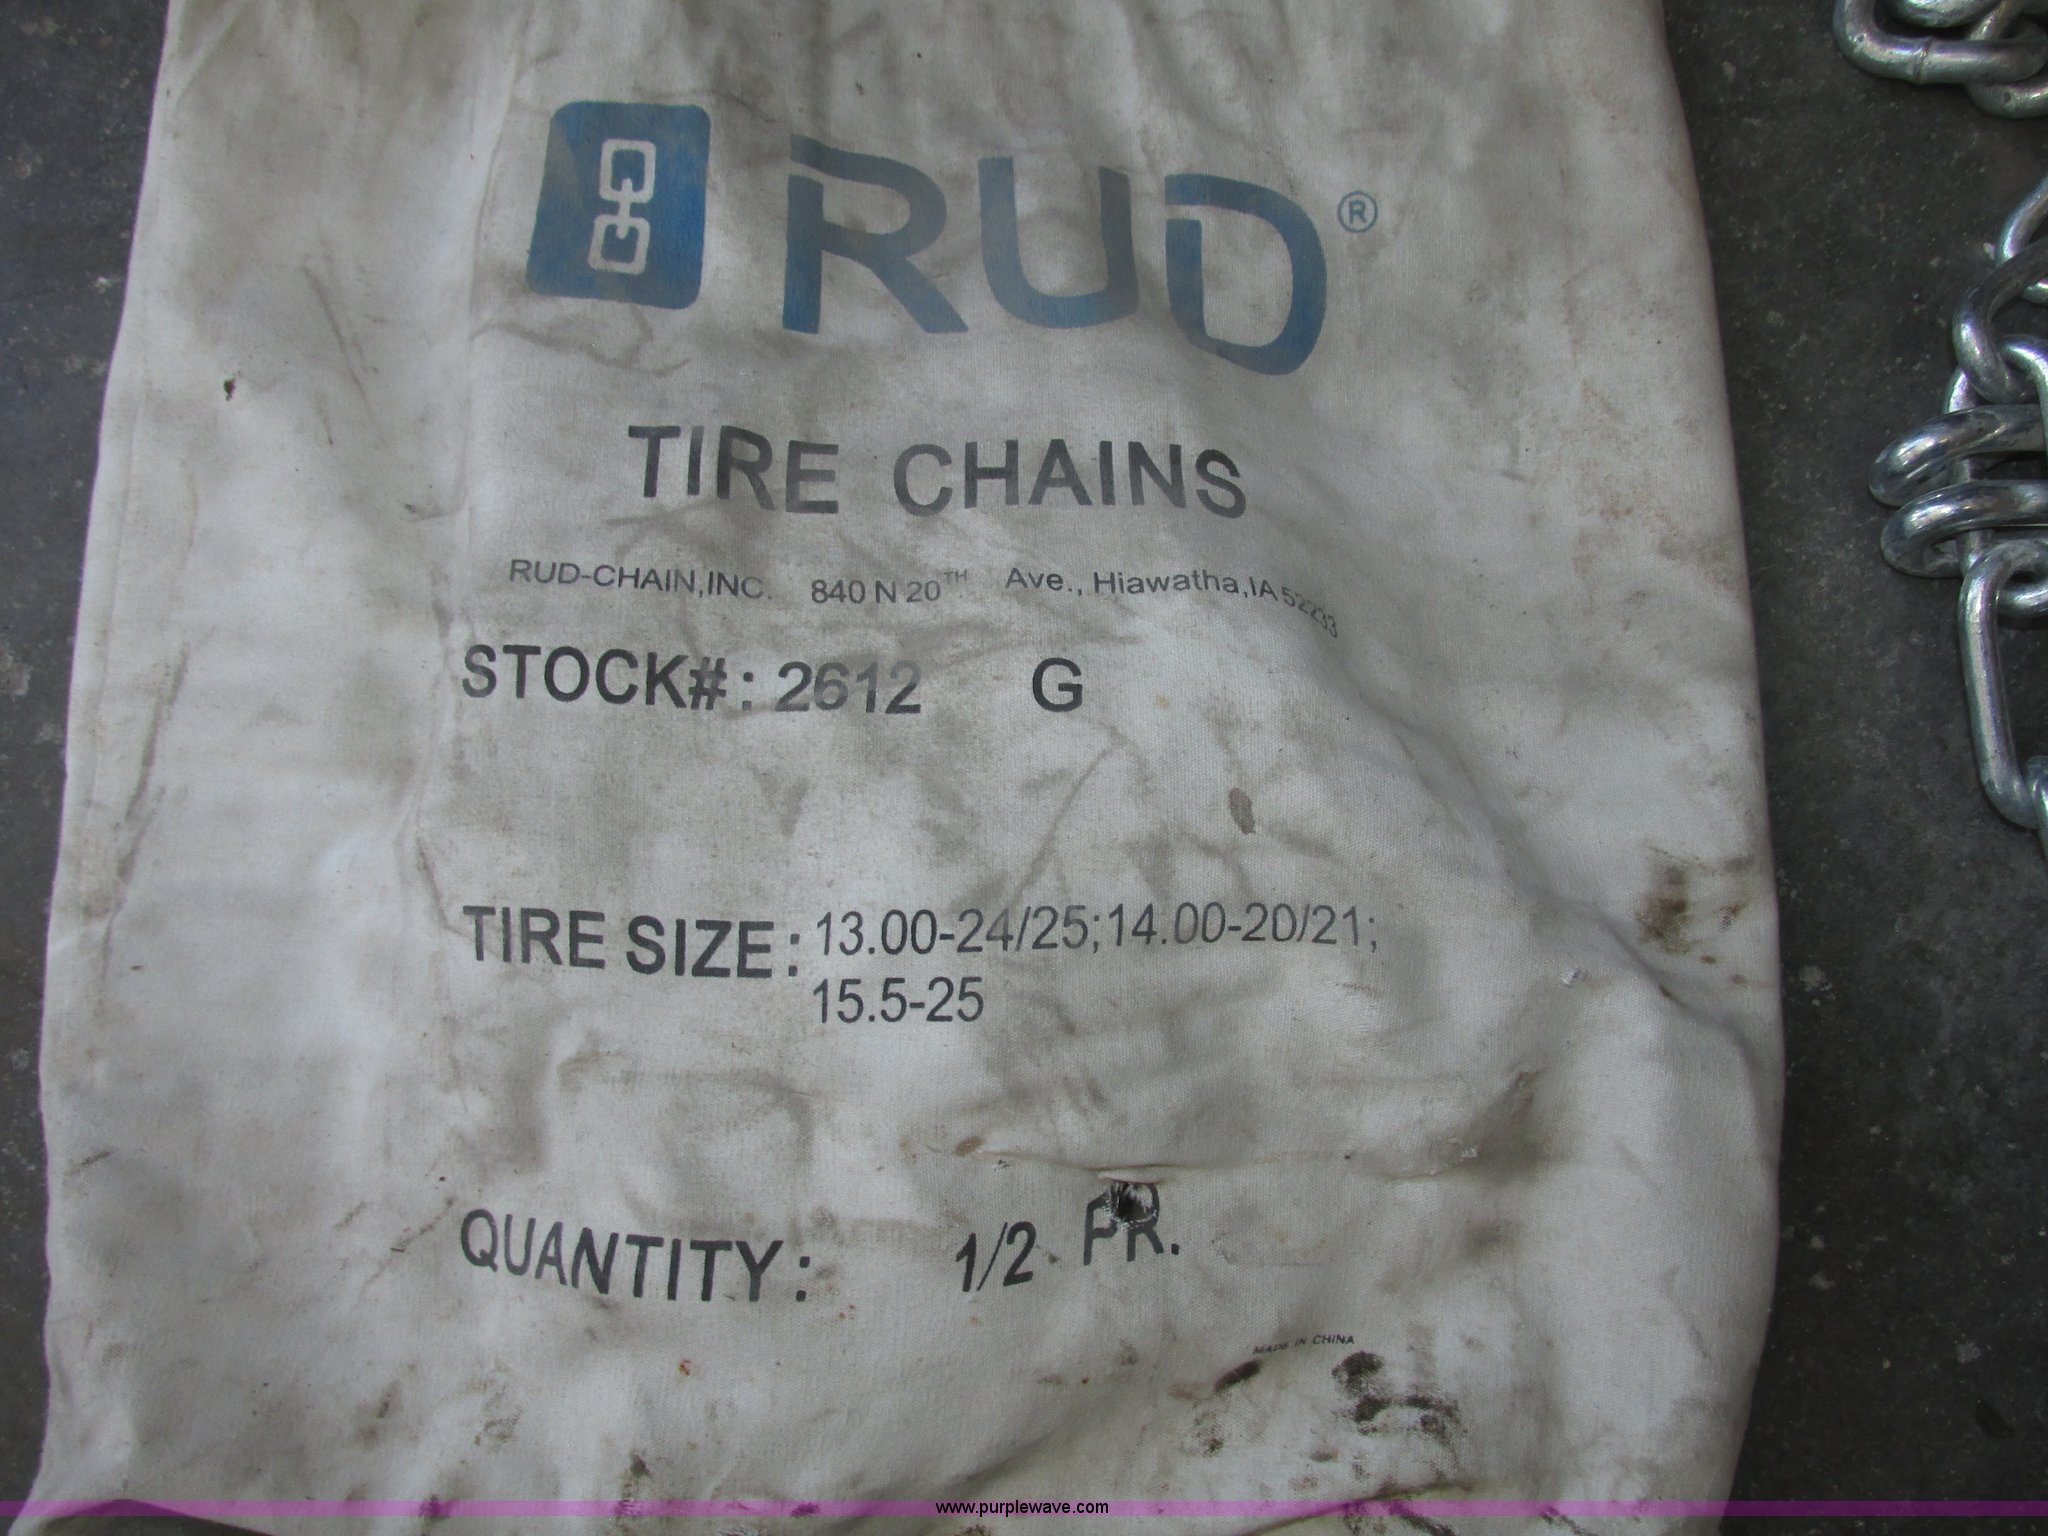 RUD®
TIRE CHAINS
RUD-CHAIN,INC. 840 N 20TH Ave., Hiawatha,IA 52233
STOCK#: 2612 G
TIRE SIZE: 13.00-24/25;14.00-20/21;
15.5-25
QUANTITY: 1/2 PR.
MADE IN CHINA
www.purplewave.com